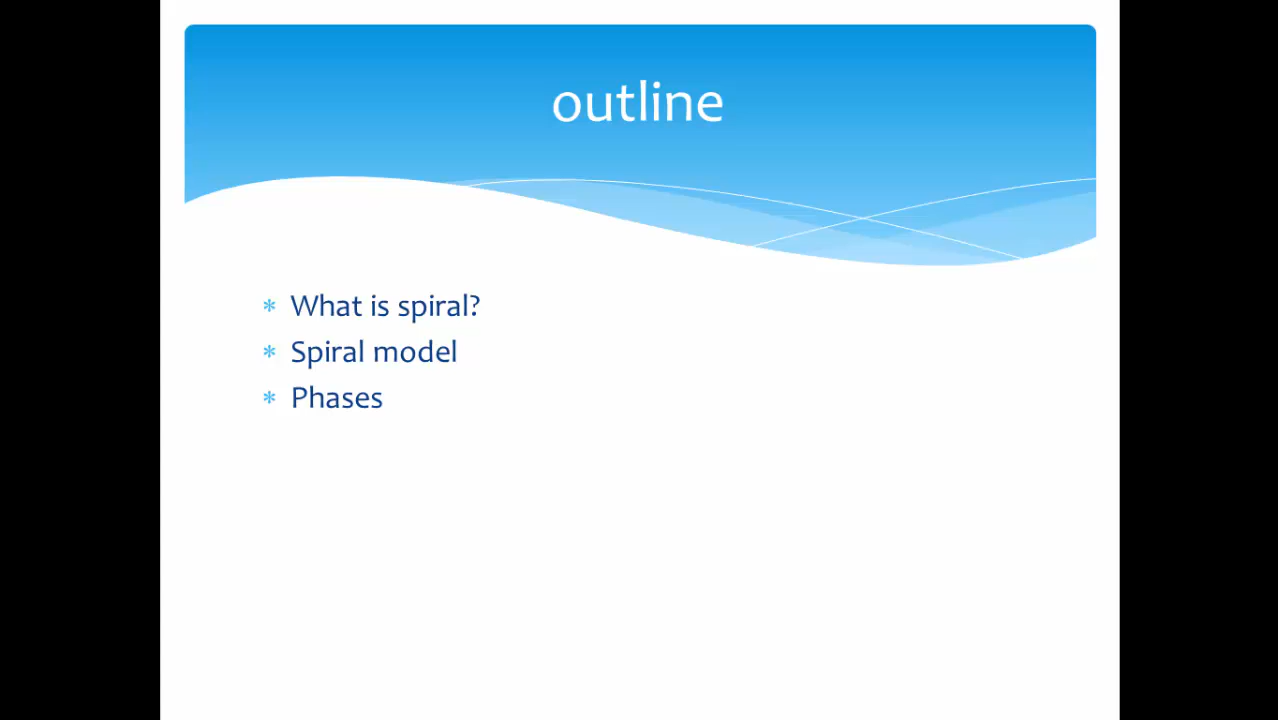 outline
* What is spiral?
* Spiral model
* Phases